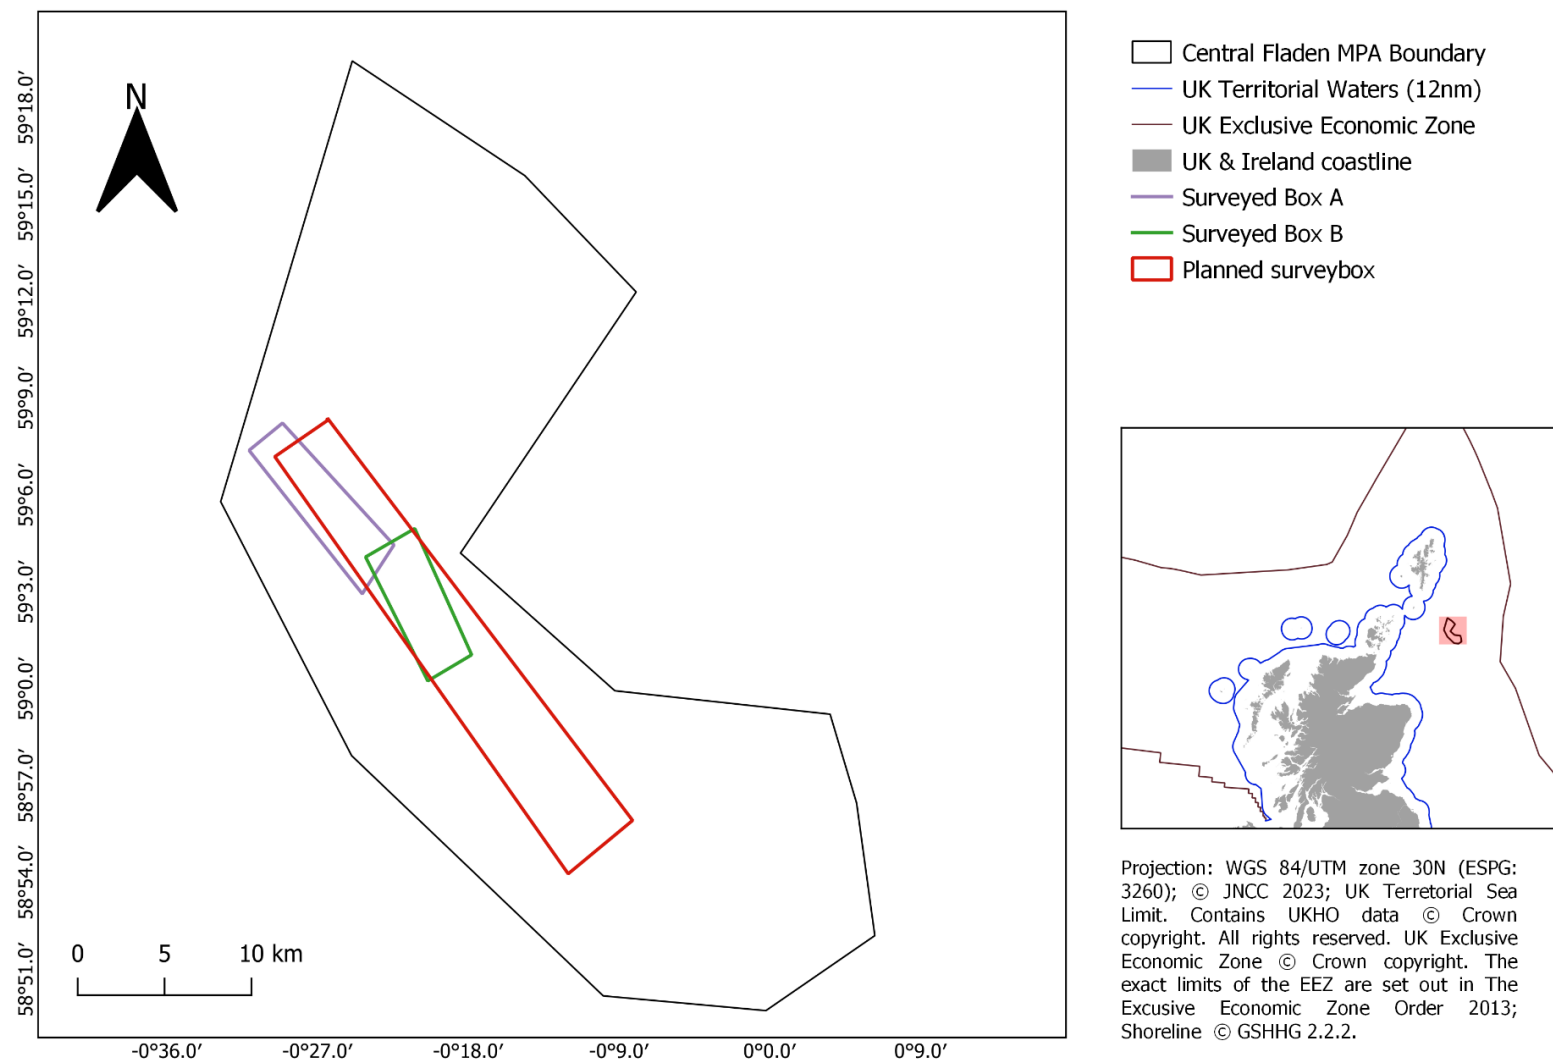 N
59°18.0′
59°15.0′
59°12.0′
59°9.0′
59°6.0′
59°3.0′
59°0.0′
58°57.0′
58°54.0′
58°51.0′
0 5 10 km
-0°36.0′ -0°27.0′ -0°18.0′ -0°9.0′ 0°0.0′ 0°9.0′
Central Fladen MPA Boundary
UK Territorial Waters (12nm)
UK Exclusive Economic Zone
UK & Ireland coastline
Surveyed Box A
Surveyed Box B
Planned surveybox
Projection: WGS 84/UTM zone 30N (ESPG:
3260); © JNCC 2023; UK Terretorial Sea
Limit. Contains UKHO data © Crown
copyright. All rights reserved. UK Exclusive
Economic Zone © Crown copyright. The
exact limits of the EEZ are set out in The
Excusive Economic Zone Order 2013;
Shoreline © GSHHG 2.2.2.